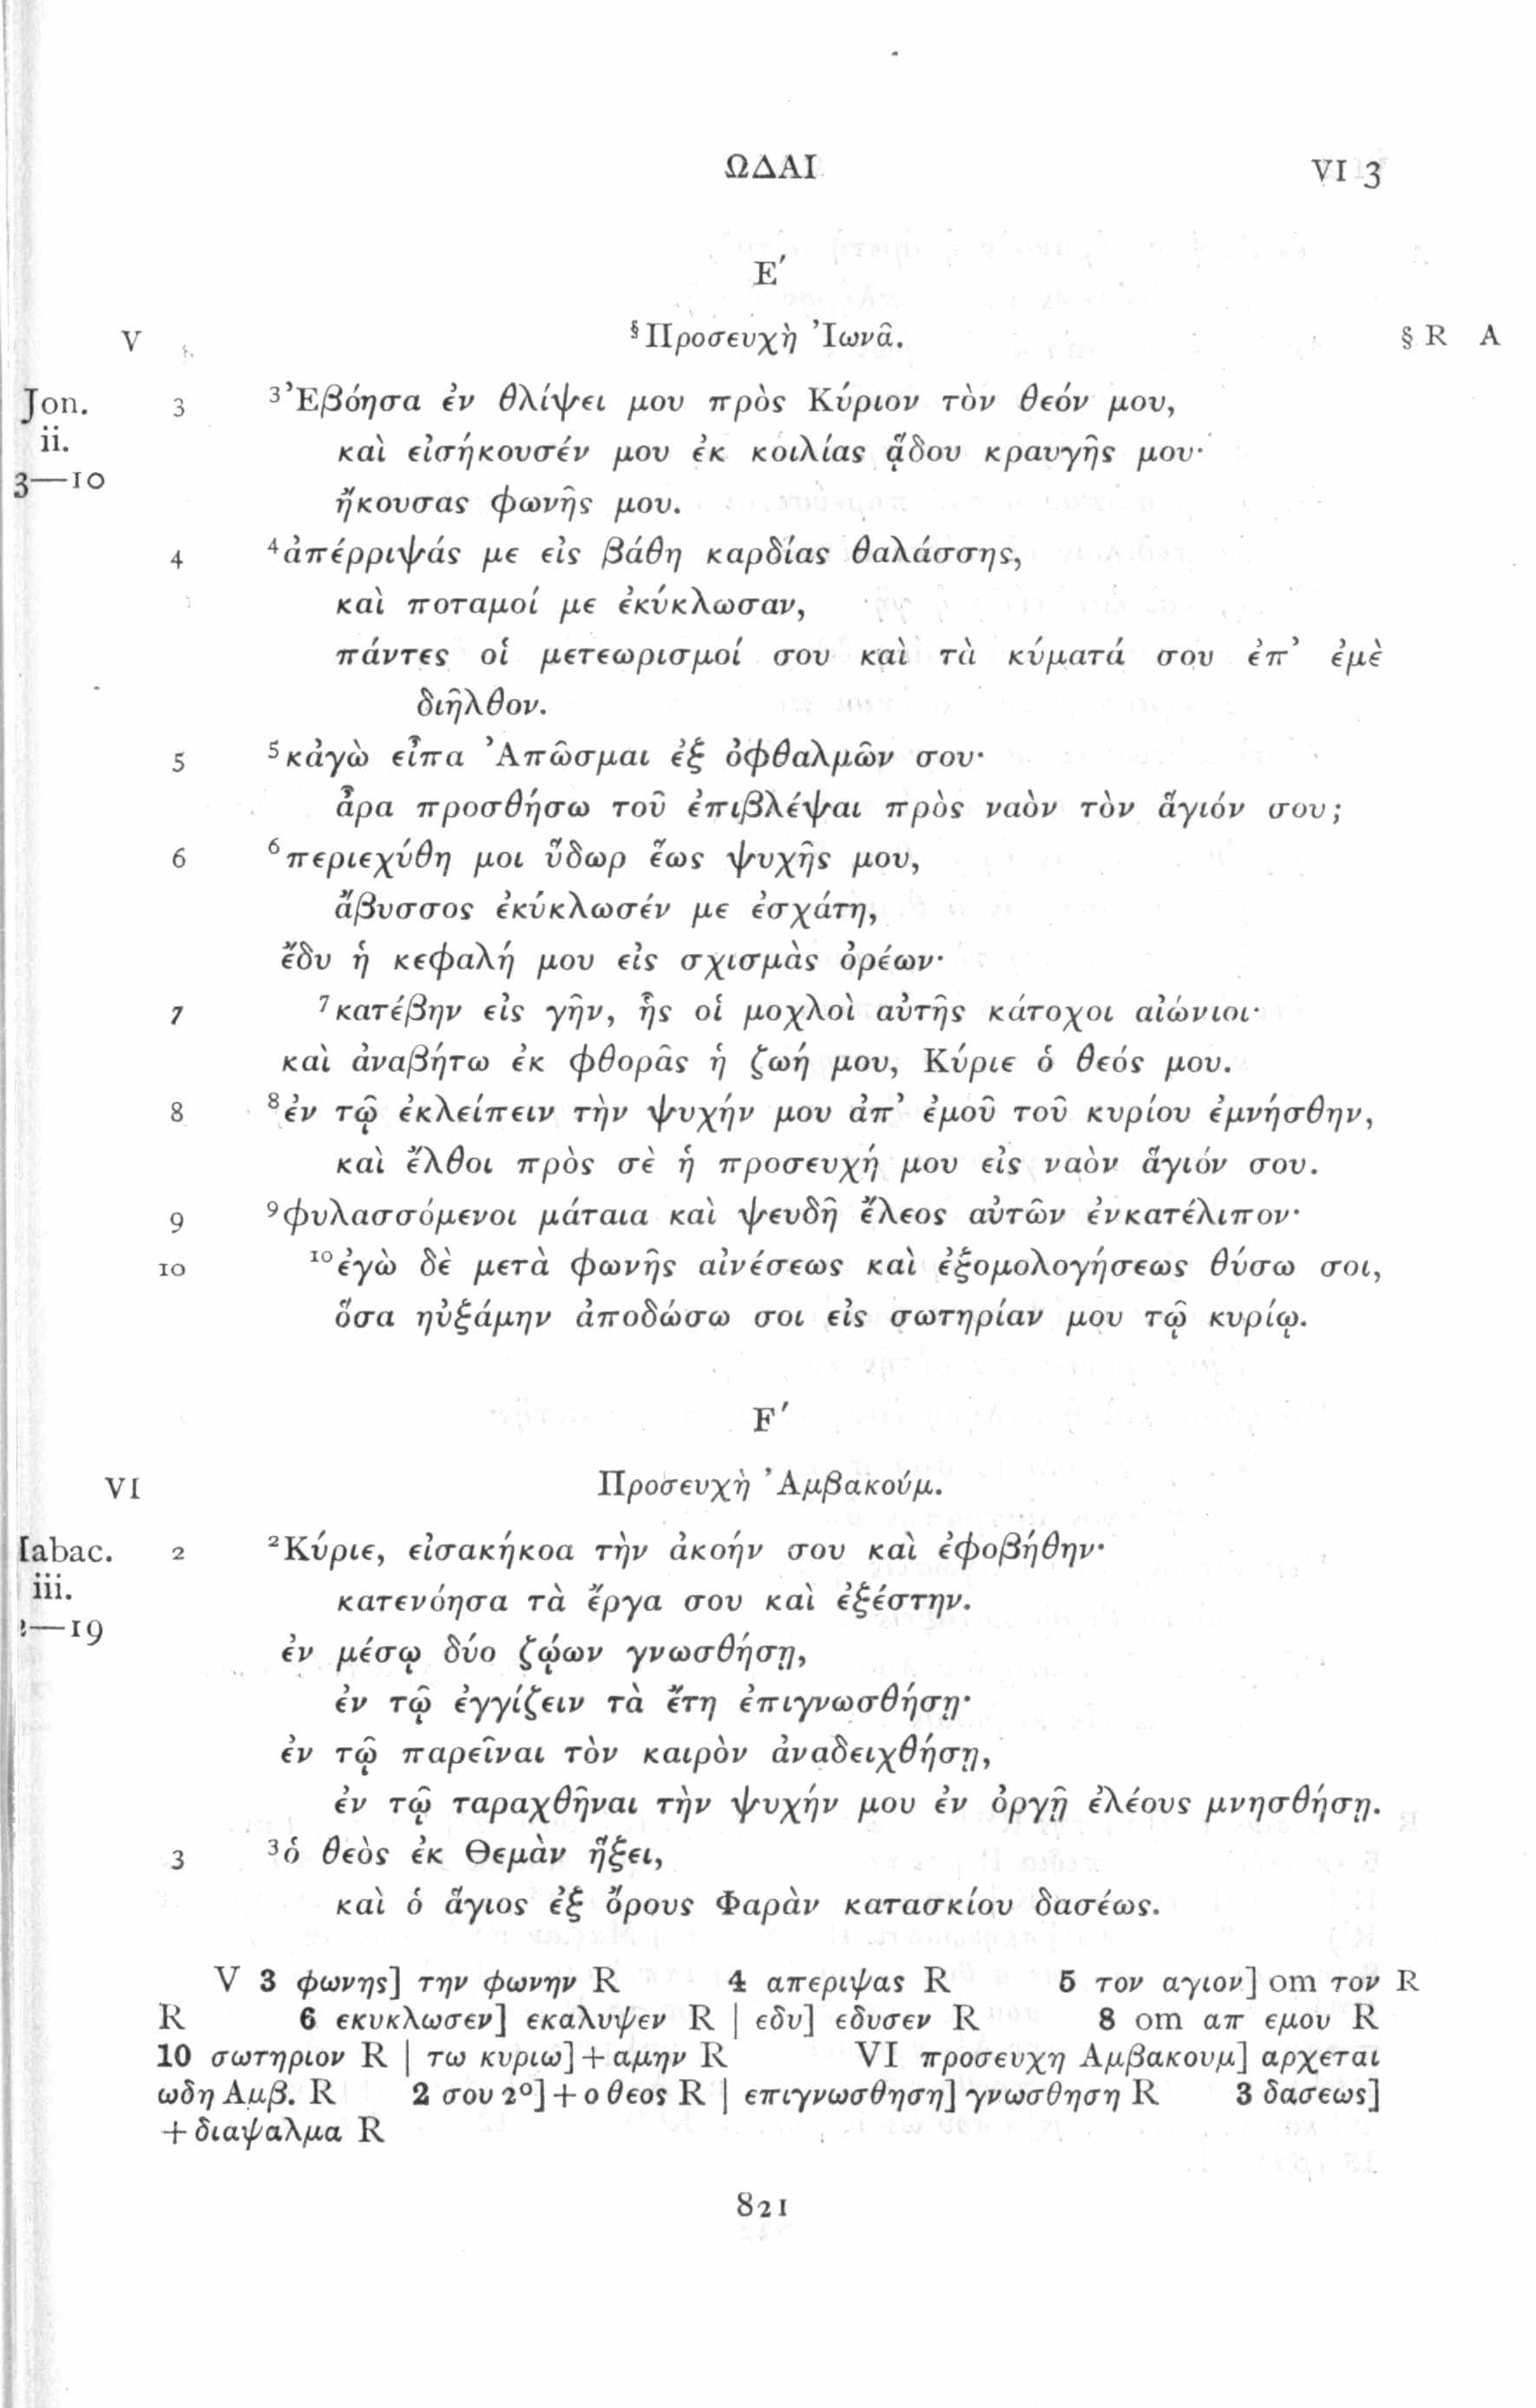 ΩΔΑΙ VI 3
Ε′
V § Προσευχὴ Ἰωνᾶ. § R A
Jon. 3 ³Ἐβόησα ἐν θλίψει μου πρὸς Κύριον τὸν θεόν μου,
ii. καὶ εἰσήκουσέν μου ἐκ κοιλίας ᾅδου κραυγῆς μου·
3—10 ἤκουσας φωνῆς μου.
4 ⁴ἀπέρριψάς με εἰς βάθη καρδίας θαλάσσης,
καὶ ποταμοί με ἐκύκλωσαν,
πάντες οἱ μετεωρισμοί σου καὶ τὰ κύματά σου ἐπ’ ἐμὲ
διῆλθον.
5 ⁵κἀγὼ εἶπα Ἀπῶσμαι ἐξ ὀφθαλμῶν σου·
ἆρα προσθήσω τοῦ ἐπιβλέψαι πρὸς ναὸν τὸν ἅγιόν σου;
6 ⁶περιεχύθη μοι ὕδωρ ἕως ψυχῆς μου,
ἄβυσσος ἐκύκλωσέν με ἐσχάτη,
ἔδυ ἡ κεφαλή μου εἰς σχισμὰς ὀρέων·
7 ⁷κατέβην εἰς γῆν, ἧς οἱ μοχλοὶ αὐτῆς κάτοχοι αἰώνιοι·
καὶ ἀναβήτω ἐκ φθορᾶς ἡ ζωή μου, Κύριε ὁ θεός μου.
8 ⁸ἐν τῷ ἐκλείπειν τὴν ψυχήν μου ἀπ’ ἐμοῦ τοῦ κυρίου ἐμνήσθην,
καὶ ἔλθοι πρὸς σὲ ἡ προσευχή μου εἰς ναὸν ἅγιόν σου.
9 ⁹φυλασσόμενοι μάταια καὶ ψευδῆ ἔλεος αὐτῶν ἐνκατέλιπον·
10 ¹⁰ἐγὼ δὲ μετὰ φωνῆς αἰνέσεως καὶ ἐξομολογήσεως θύσω σοι,
ὅσα ηὐξάμην ἀποδώσω σοι εἰς σωτηρίαν μου τῷ κυρίῳ.
Ϝ′
VI Προσευχὴ Ἀμβακούμ.
abac. 2 ²Κύριε, εἰσακήκοα τὴν ἀκοήν σου καὶ ἐφοβήθην·
iii. κατενόησα τὰ ἔργα σου καὶ ἐξέστην.
—19
ἐν μέσῳ δύο ζῴων γνωσθήσῃ,
ἐν τῷ ἐγγίζειν τὰ ἔτη ἐπιγνωσθήσῃ·
ἐν τῷ παρεῖναι τὸν καιρὸν ἀναδειχθήσῃ,
ἐν τῷ ταραχθῆναι τὴν ψυχήν μου ἐν ὀργῇ ἐλέους μνησθήσῃ.
3 ³ὁ θεὸς ἐκ Θεμὰν ἥξει,
καὶ ὁ ἅγιος ἐξ ὄρους Φαρὰν κατασκίου δασέως.
V 3 φωνης] την φωνην R 4 απεριψας R 5 τον αγιον] om τον R
R 6 εκυκλωσεν] εκαλυψεν R | εδυ] εδυσεν R 8 om απ εμου R
10 σωτηριον R | τω κυριω] + αμην R VI προσευχη Αμβακουμ] αρχεται
ωδη Αμβ. R 2 σου 2º] + ο θεος R | επιγνωσθηση] γνωσθηση R 3 δασεως]
+ διαψαλμα R
821